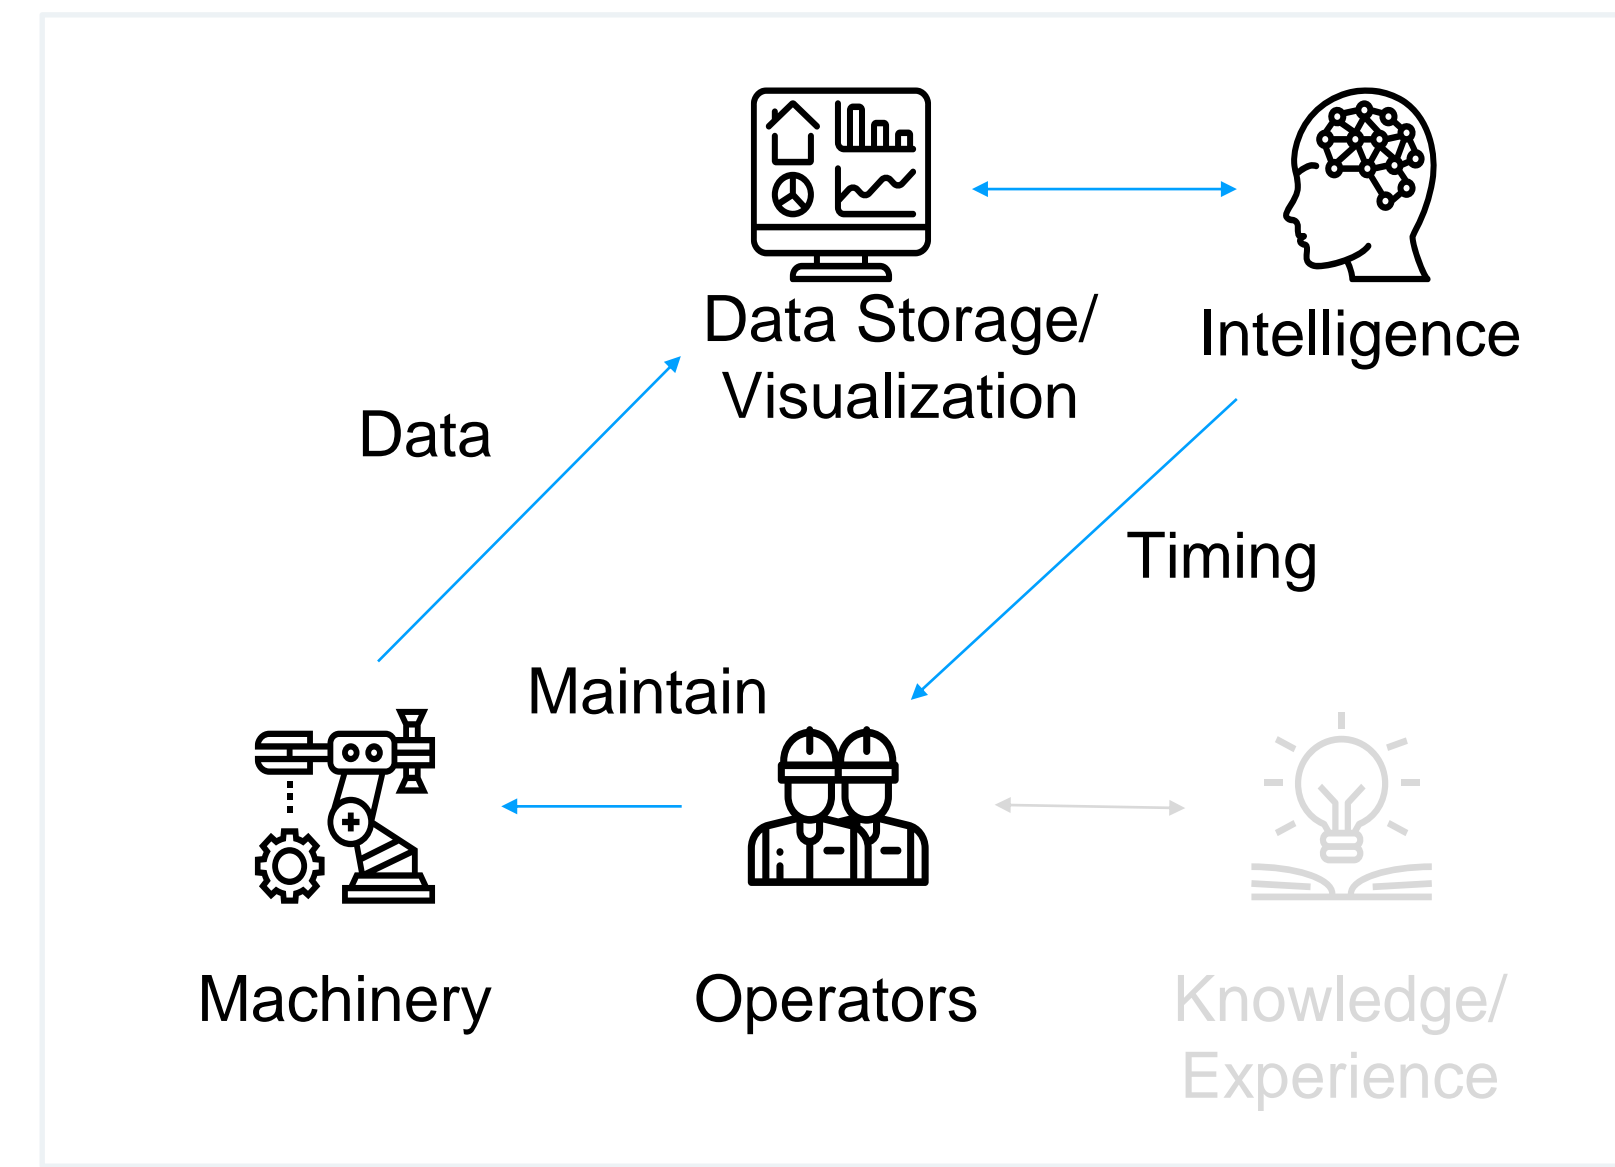 Data Storage/
Visualization
Intelligence
Data
Timing
Maintain
Machinery
Operators
Knowledge/
Experience